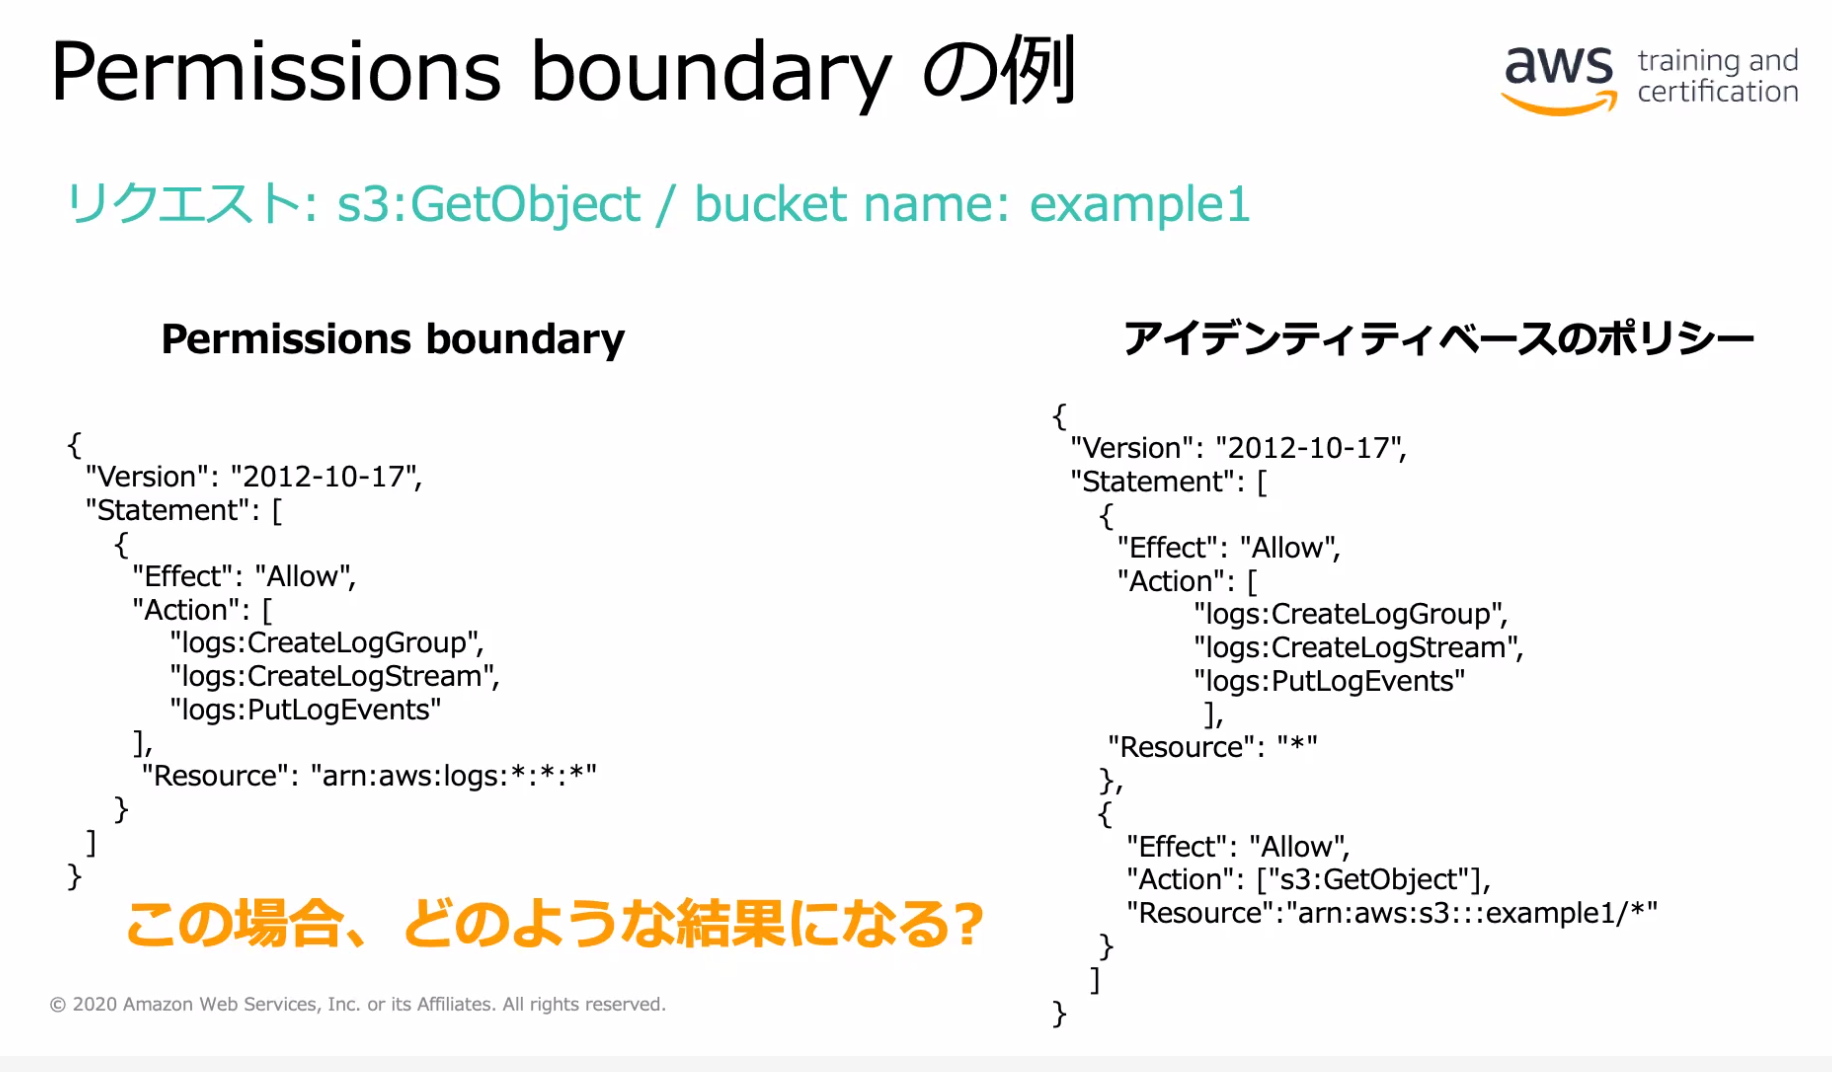 Permissions boundary の例
aws training and
certification
リクエスト: s3:GetObject / bucket name: example1
Permissions boundary
{
"Version": "2012-10-17",
"Statement": [
{
"Effect": "Allow",
"Action": [
"logs:CreateLogGroup",
"logs:CreateLogStream",
"logs:PutLogEvents"
],
"Resource": "arn:aws:logs:*:*:*"
}
]
}
この場合、どのような結果になる?
アイデンティティベースのポリシー
{
"Version": "2012-10-17",
"Statement": [
{
"Effect": "Allow",
"Action": [
"logs:CreateLogGroup",
"logs:CreateLogStream",
"logs:PutLogEvents"
],
"Resource": "*"
},
{
"Effect": "Allow",
"Action": ["s3:GetObject"],
"Resource":"arn:aws:s3:::example1/*"
}
]
}
© 2020 Amazon Web Services, Inc. or its Affiliates. All rights reserved.